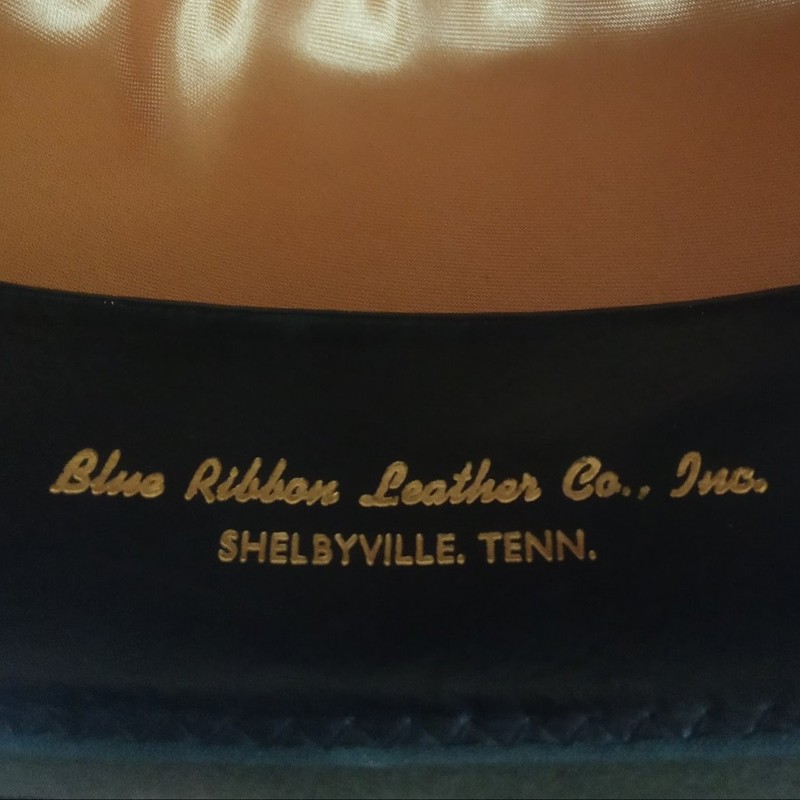 Blue Ribbon Leather Co., Inc.
SHELBYVILLE. TENN.